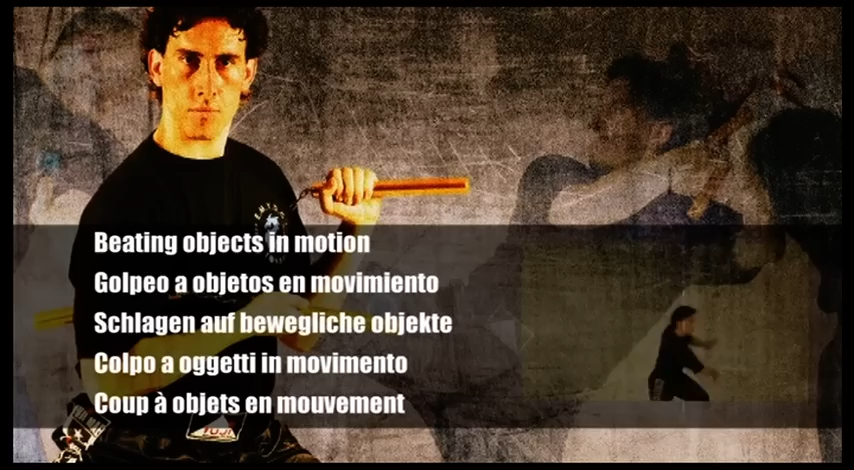 Beating objects in motion
Golpeo a objetos en movimiento
Schlagen auf bewegliche objekte
Colpo a oggetti in movimento
Coup à objets en mouvement